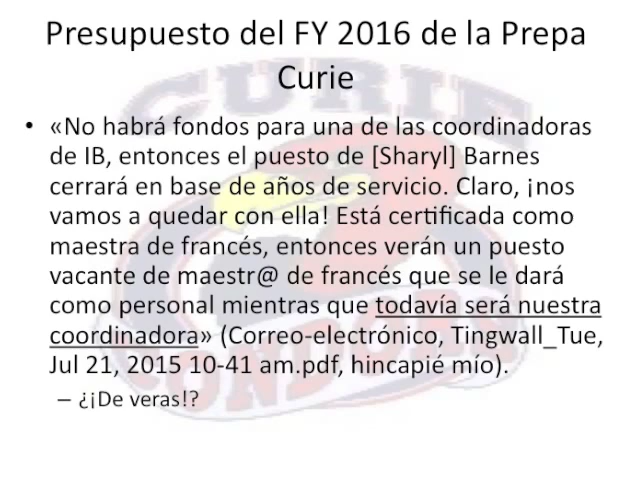 Presupuesto del FY 2016 de la Prepa
Curie
• «No habrá fondos para una de las coordinadoras
de IB, entonces el puesto de [Sharyl] Barnes
cerrará en base de años de servicio. Claro, ¡nos
vamos a quedar con ella! Está certificada como
maestra de francés, entonces verán un puesto
vacante de maestr@ de francés que se le dará
como personal mientras que todavía será nuestra
coordinadora» (Correo-electrónico, Tingwall_Tue,
Jul 21, 2015 10-41 am.pdf, hincapié mío).
– ¿¡De veras!?
CURIE
CONDORS